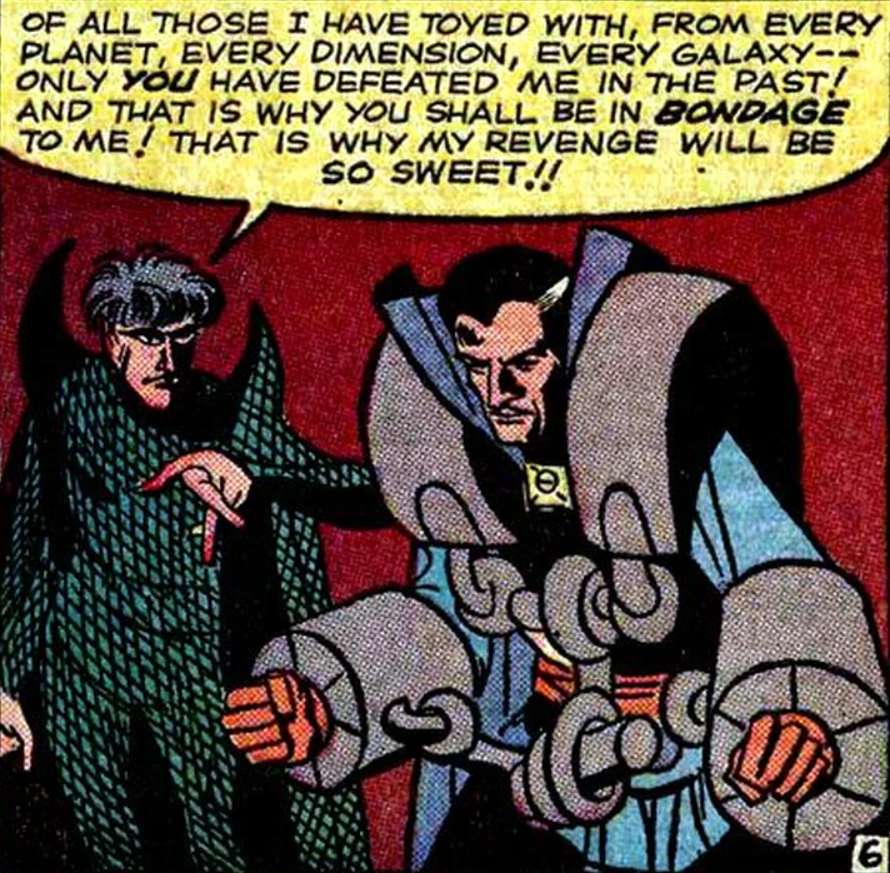 OF ALL THOSE I HAVE TOYED WITH, FROM EVERY
PLANET, EVERY DIMENSION, EVERY GALAXY--
ONLY YOU HAVE DEFEATED ME IN THE PAST!
AND THAT IS WHY YOU SHALL BE IN BONDAGE
TO ME! THAT IS WHY MY REVENGE WILL BE
SO SWEET!!
6